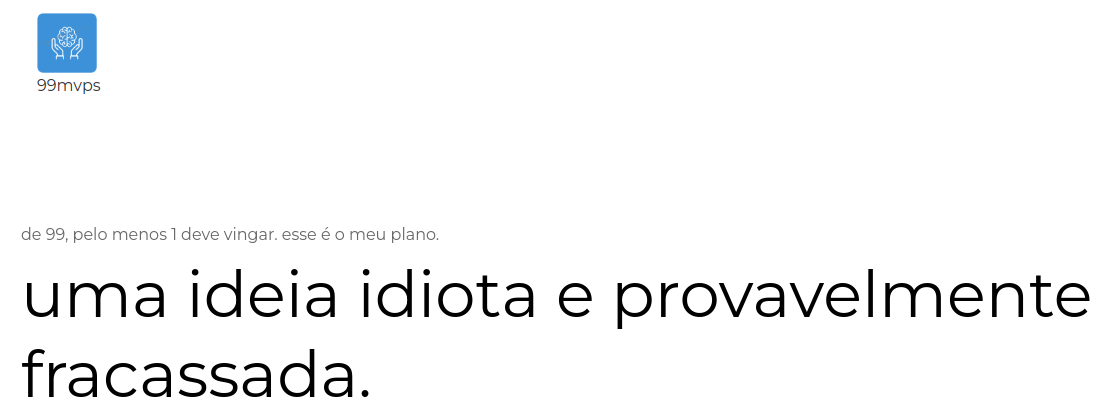 99mvps
de 99, pelo menos 1 deve vingar. esse é o meu plano.
uma ideia idiota e provavelmente
fracassada.